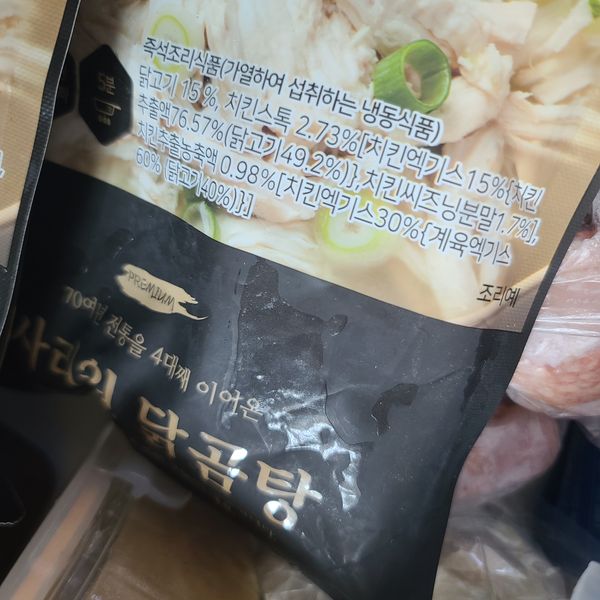 5분
즉석조리식품(가열하여 섭취하는 냉동식품)
닭고기 15 %, 치킨스톡 2.73%[치킨엑기스15%{치킨
추출액76.57%(닭고기49.2%)}, 치킨씨즈닝분말1.7%],
치킨추출농축액 0.98%[치킨엑기스30%{계육엑기스
60% (닭고기40%)}]
조리예
PREMIUM
70여년 전통을 4대째 이어온
닭곰탕